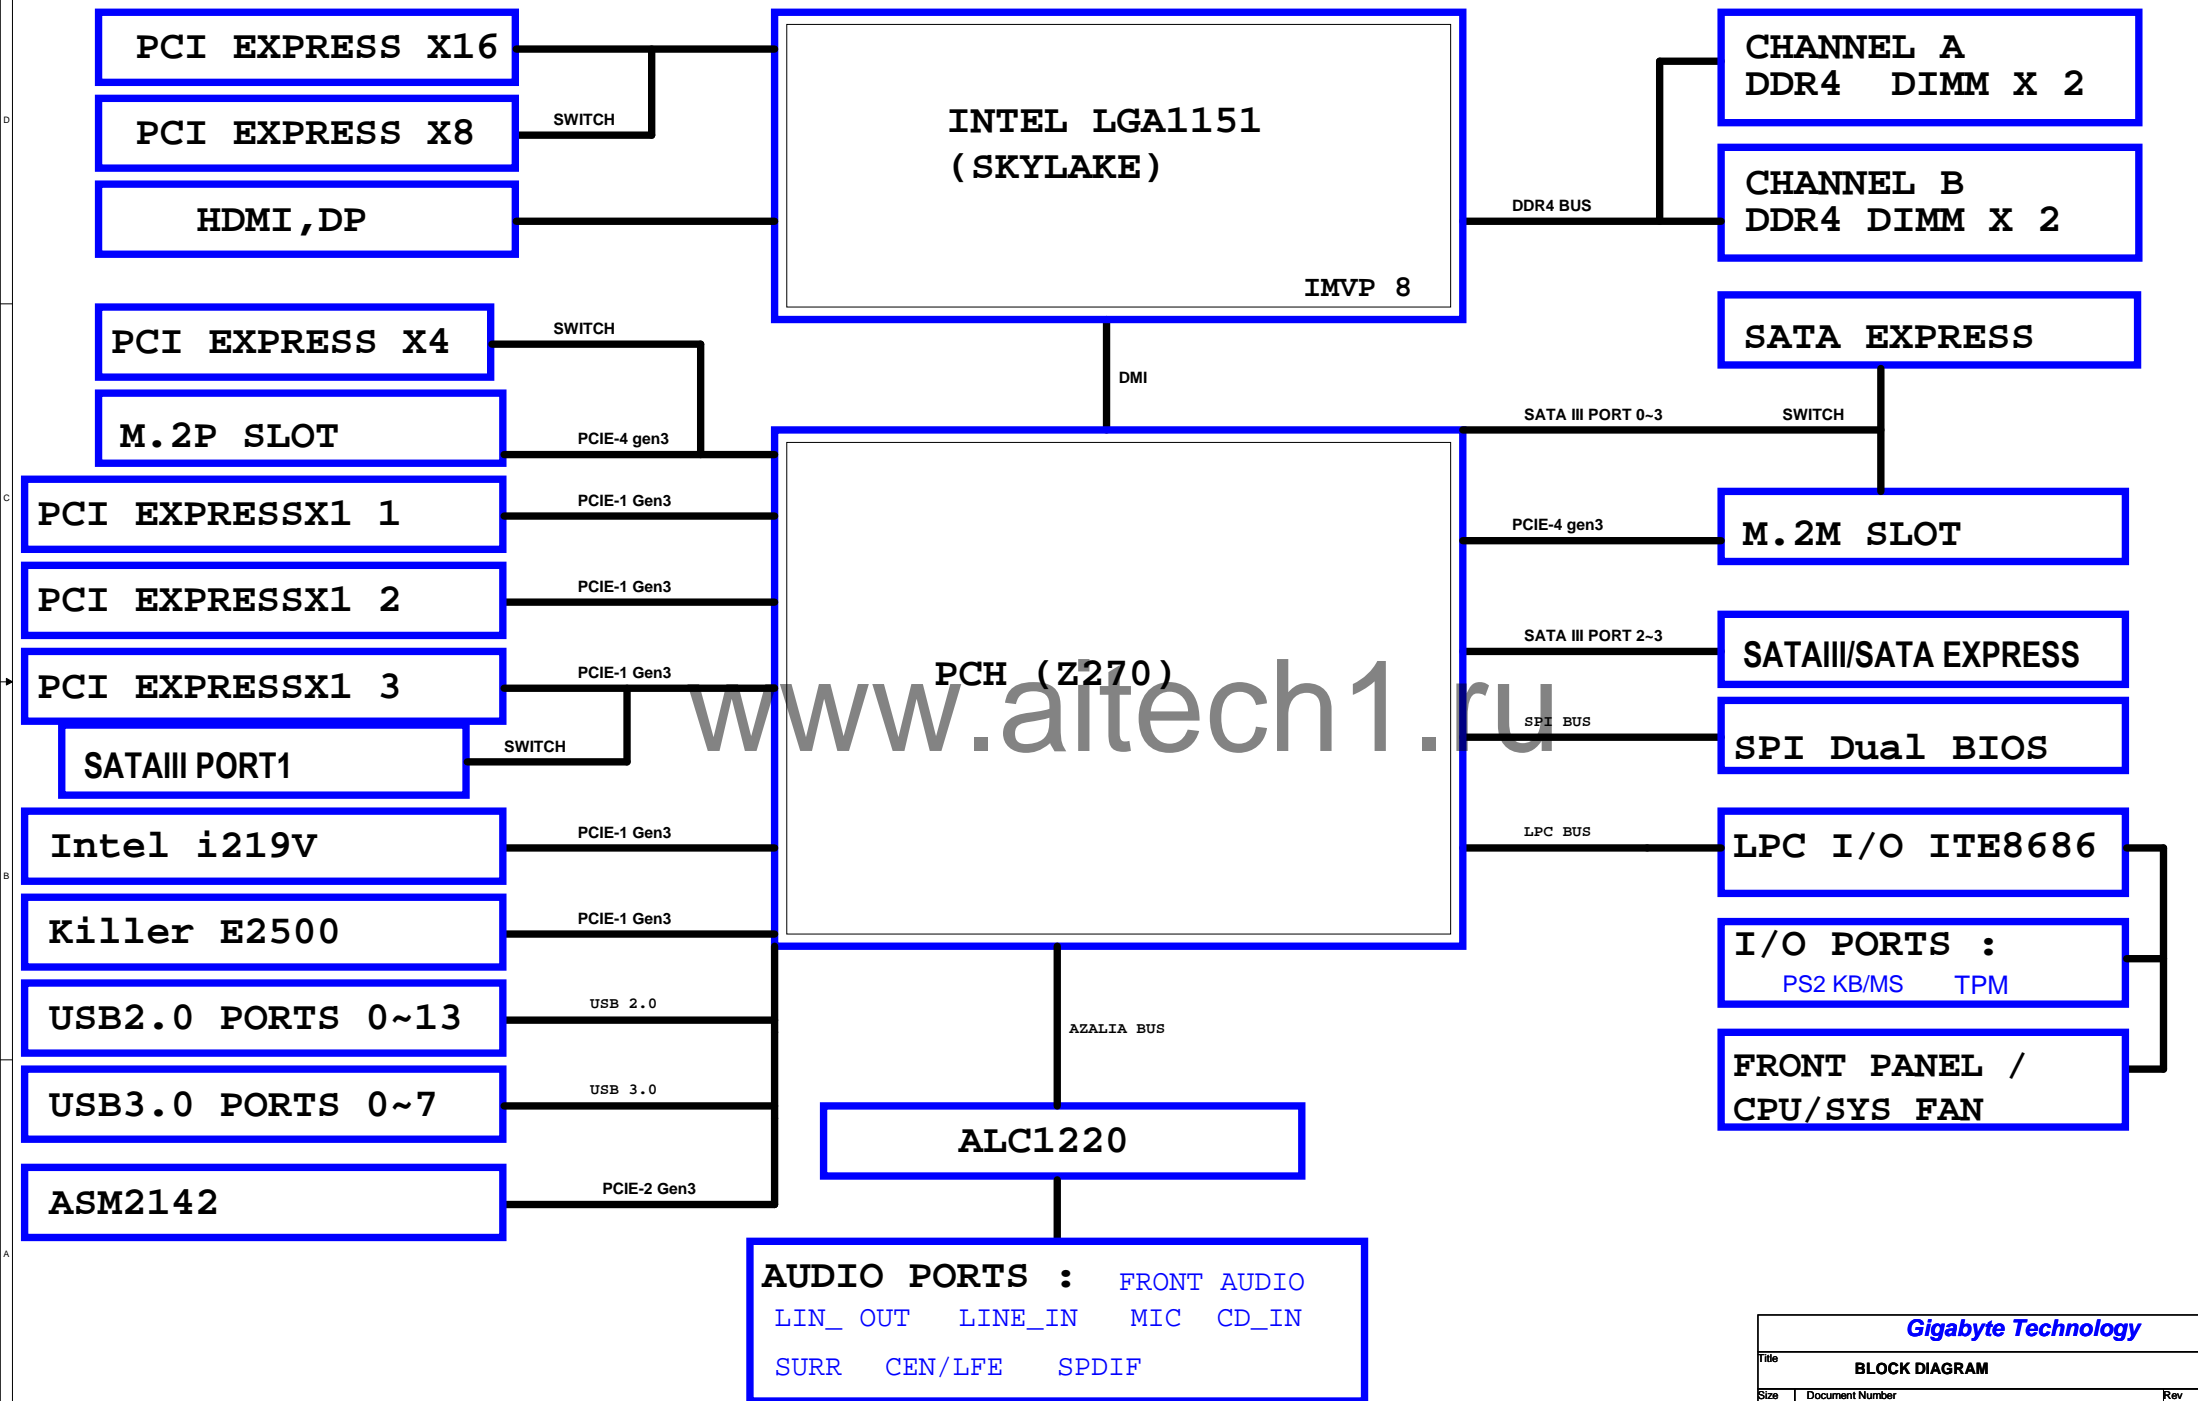 PCI EXPRESS X16
PCI EXPRESS X8
SWITCH
HDMI,DP
INTEL LGA1151
(SKYLAKE)
IMVP 8
DDR4 BUS
CHANNEL A
DDR4 DIMM X 2
CHANNEL B
DDR4 DIMM X 2
PCI EXPRESS X4
SWITCH
M.2P SLOT
PCIE-4 gen3
DMI
SATA EXPRESS
SATA III PORT 0~3
SWITCH
PCI EXPRESSX1 1
PCIE-1 Gen3
PCIE-4 gen3
M.2M SLOT
PCI EXPRESSX1 2
PCIE-1 Gen3
PCI EXPRESSX1 3
PCIE-1 Gen3
SATAIII PORT1
SWITCH
PCH (Z270)
www.aitech1.ru
SATA III PORT 2~3
SATAIII/SATA EXPRESS
SPI BUS
SPI Dual BIOS
Intel i219V
PCIE-1 Gen3
LPC BUS
LPC I/O ITE8686
Killer E2500
PCIE-1 Gen3
I/O PORTS :
PS2 KB/MS TPM
USB2.0 PORTS 0~13
USB 2.0
AZALIA BUS
FRONT PANEL /
CPU/SYS FAN
USB3.0 PORTS 0~7
USB 3.0
ALC1220
ASM2142
PCIE-2 Gen3
AUDIO PORTS : FRONT AUDIO
LIN_ OUT LINE_IN MIC CD_IN
SURR CEN/LFE SPDIF
Gigabyte Technology
Title
BLOCK DIAGRAM
Size Document Number Rev
D
C
B
A